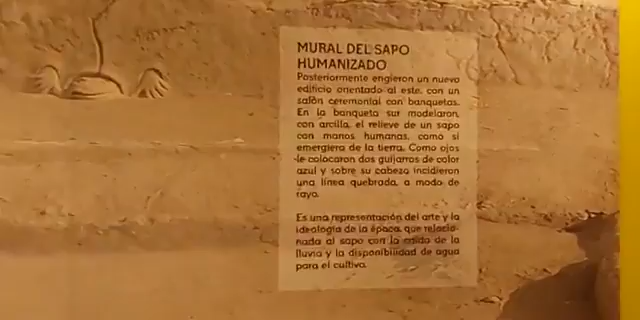 MURAL DEL SAPO
HUMANIZADO
Posteriormente engieron un nuevo
edificio orientado al este, con un
salón ceremonial con banquetas.
En la banqueta sur modelaron,
con arcilla, el relieve de un sapo
con manos humanas, como si
emergiera de la tierra. Como ojos
le colocaron dos guijarros de color
azul y sobre su cabeza incidieron
una línea quebrada, a modo de
rayo.
Es una representación del arte y la
ideología de la época, que relacio-
nada al sapo con la caída de la
lluvia y la disponibilidad de agua
para el cultivo.